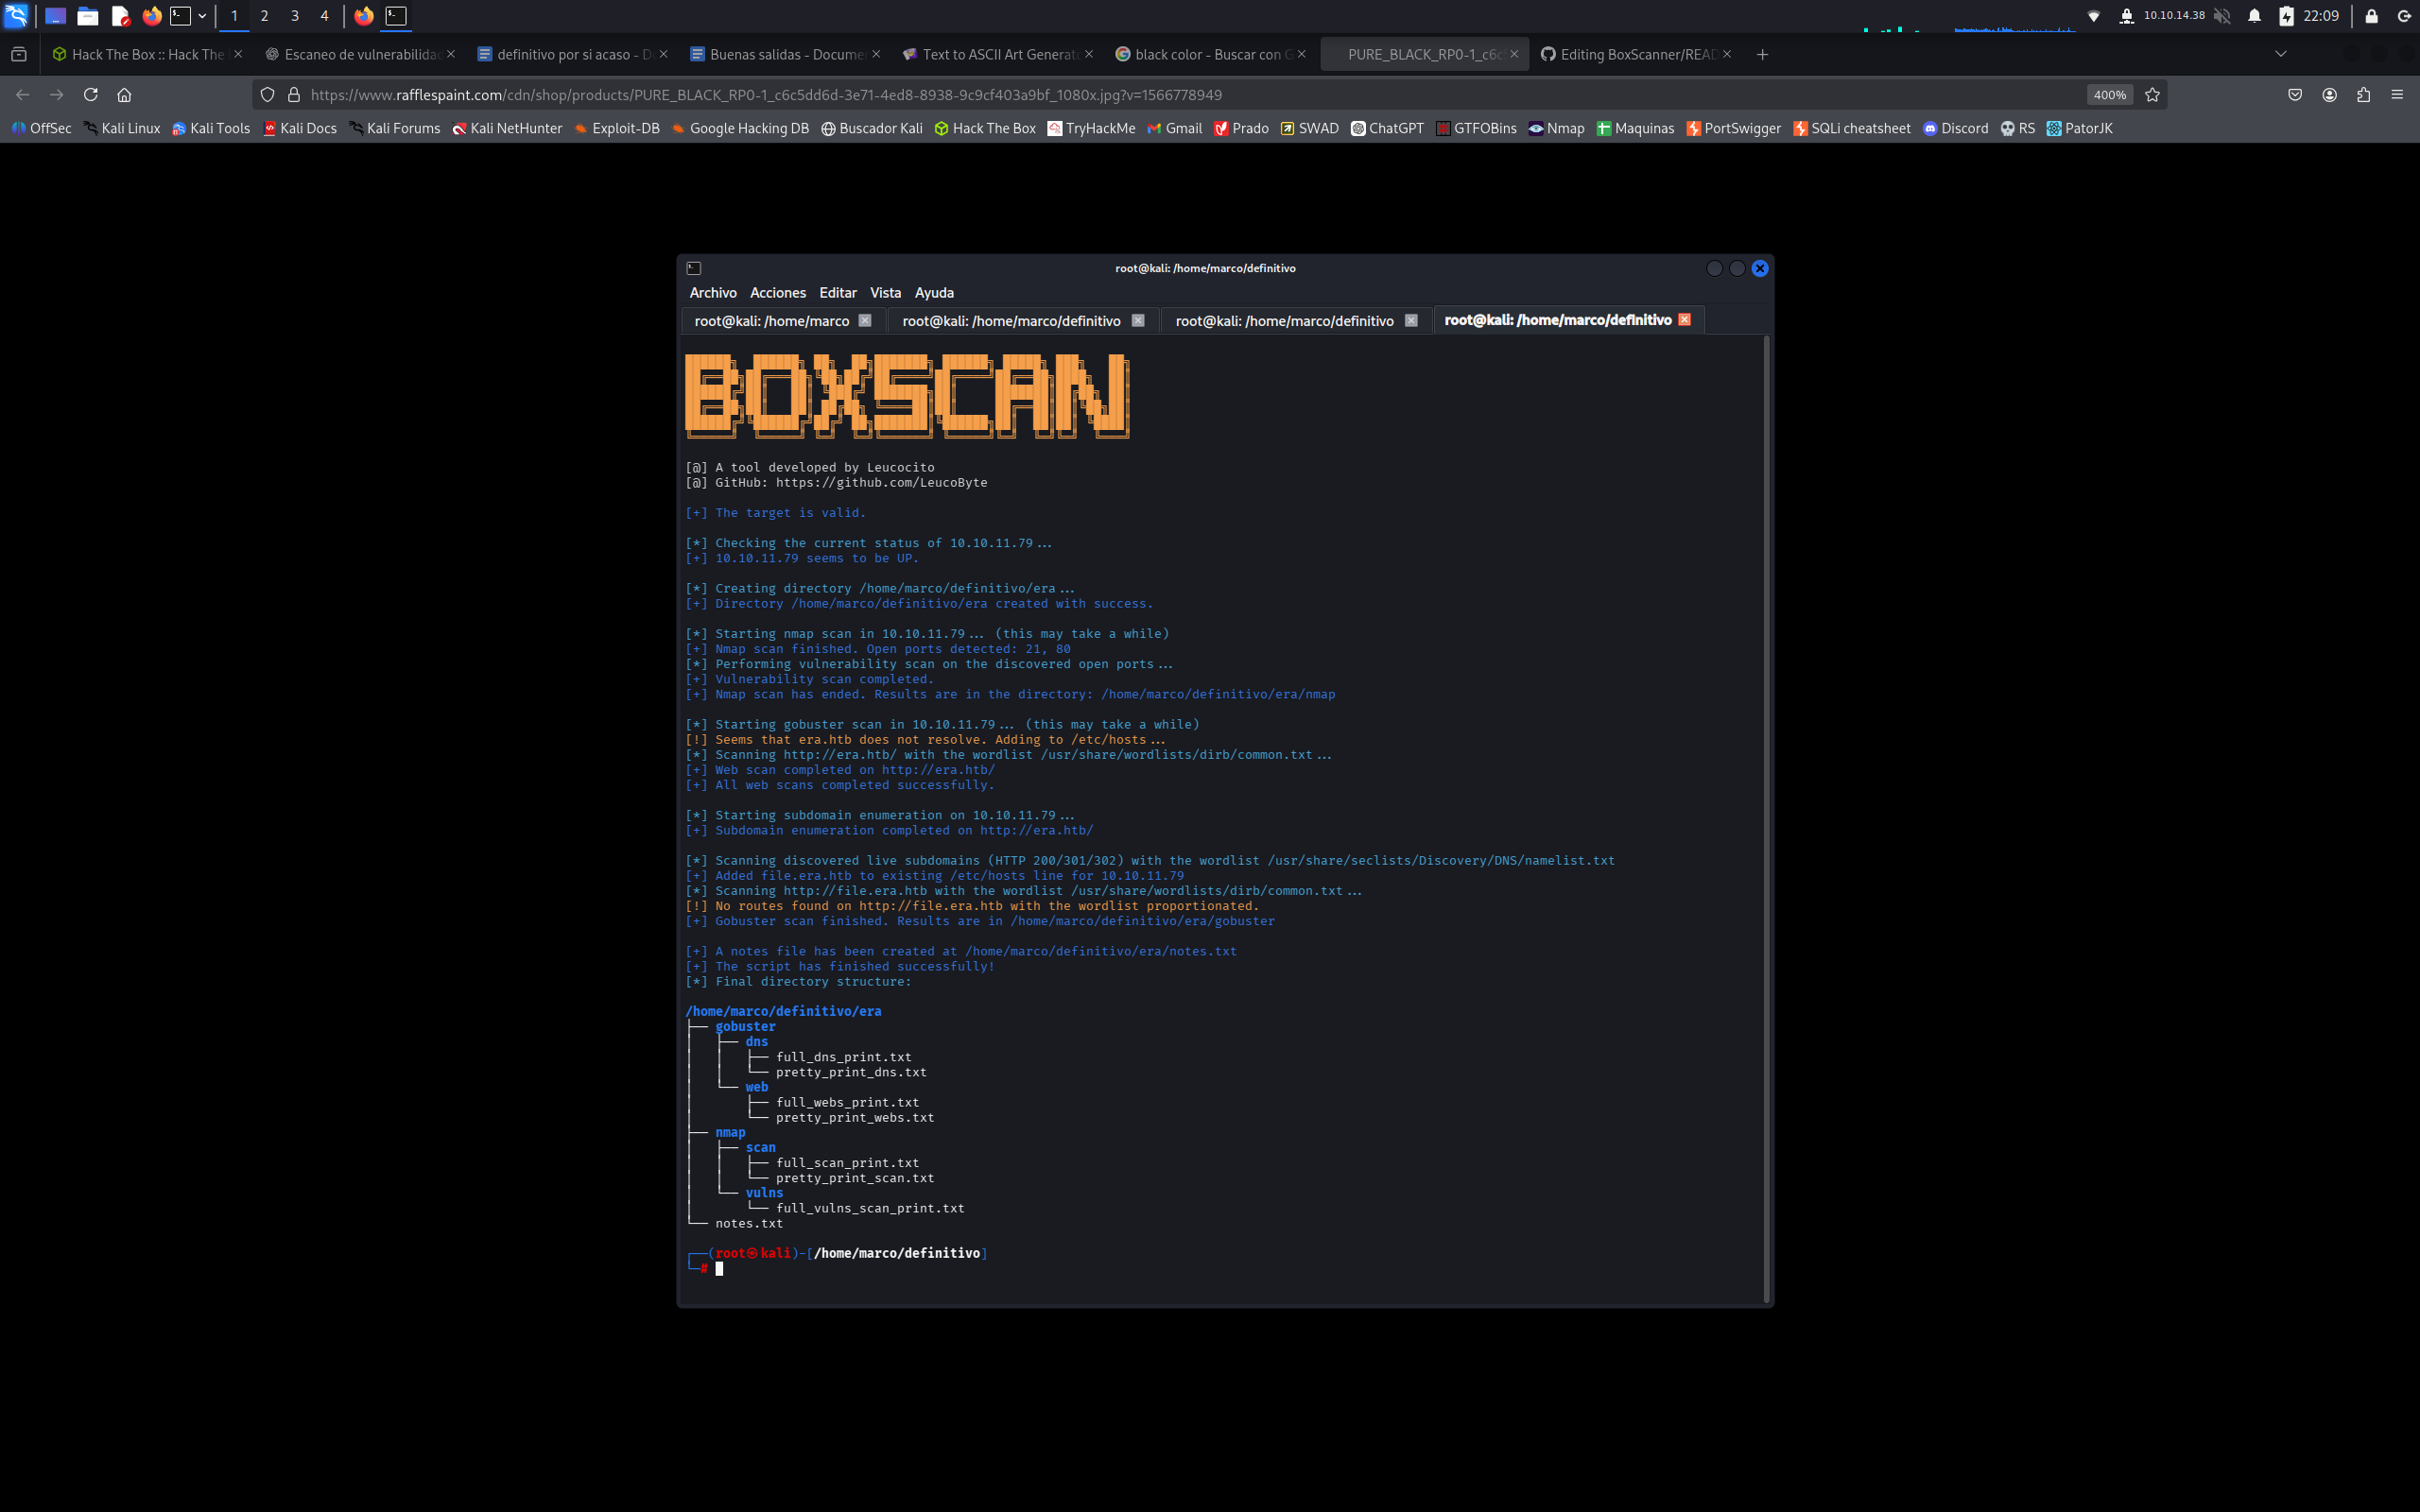 1 2 3 4 10.10.14.38 22:09
Hack The Box :: Hack The Escaneo de vulnerabilidad definitivo por si acaso - D Buenas salidas - Docume Text to ASCII Art Generat black color - Buscar con G PURE_BLACK_RP0-1_c6c Editing BoxScanner/READ
https://www.rafflespaint.com/cdn/shop/products/PURE_BLACK_RP0-1_c6c5dd6d-3e71-4ed8-8938-9c9cf403a9bf_1080x.jpg?v=1566778949 400%
OffSec Kali Linux Kali Tools Kali Docs Kali Forums Kali NetHunter Exploit-DB Google Hacking DB Buscador Kali Hack The Box TryHackMe Gmail Prado SWAD ChatGPT GTFOBins Nmap Maquinas PortSwigger SQLi cheatsheet Discord RS PatorJK
root@kali: /home/marco/definitivo
Archivo Acciones Editar Vista Ayuda
root@kali: /home/marco root@kali: /home/marco/definitivo root@kali: /home/marco/definitivo root@kali: /home/marco/definitivo
BOXSCAN
[@] A tool developed by Leucocito
[@] GitHub: https://github.com/LeucoByte
[+] The target is valid.
[*] Checking the current status of 10.10.11.79...
[+] 10.10.11.79 seems to be UP.
[*] Creating directory /home/marco/definitivo/era...
[+] Directory /home/marco/definitivo/era created with success.
[*] Starting nmap scan in 10.10.11.79... (this may take a while)
[+] Nmap scan finished. Open ports detected: 21, 80
[*] Performing vulnerability scan on the discovered open ports...
[+] Vulnerability scan completed.
[+] Nmap scan has ended. Results are in the directory: /home/marco/definitivo/era/nmap
[*] Starting gobuster scan in 10.10.11.79... (this may take a while)
[!] Seems that era.htb does not resolve. Adding to /etc/hosts...
[*] Scanning http://era.htb/ with the wordlist /usr/share/wordlists/dirb/common.txt...
[+] Web scan completed on http://era.htb/
[+] All web scans completed successfully.
[*] Starting subdomain enumeration on 10.10.11.79...
[+] Subdomain enumeration completed on http://era.htb/
[*] Scanning discovered live subdomains (HTTP 200/301/302) with the wordlist /usr/share/seclists/Discovery/DNS/namelist.txt
[+] Added file.era.htb to existing /etc/hosts line for 10.10.11.79
[*] Scanning http://file.era.htb with the wordlist /usr/share/wordlists/dirb/common.txt...
[!] No routes found on http://file.era.htb with the wordlist proportionated.
[+] Gobuster scan finished. Results are in /home/marco/definitivo/era/gobuster
[+] A notes file has been created at /home/marco/definitivo/era/notes.txt
[+] The script has finished successfully!
[*] Final directory structure:
/home/marco/definitivo/era
├── gobuster
│   ├── dns
│   │   ├── full_dns_print.txt
│   │   └── pretty_print_dns.txt
│   └── web
│       ├── full_webs_print.txt
│       └── pretty_print_webs.txt
├── nmap
│   ├── scan
│   │   ├── full_scan_print.txt
│   │   └── pretty_print_scan.txt
│   └── vulns
│       └── full_vulns_scan_print.txt
└── notes.txt
┌──(root㉿kali)-[/home/marco/definitivo]
└─#